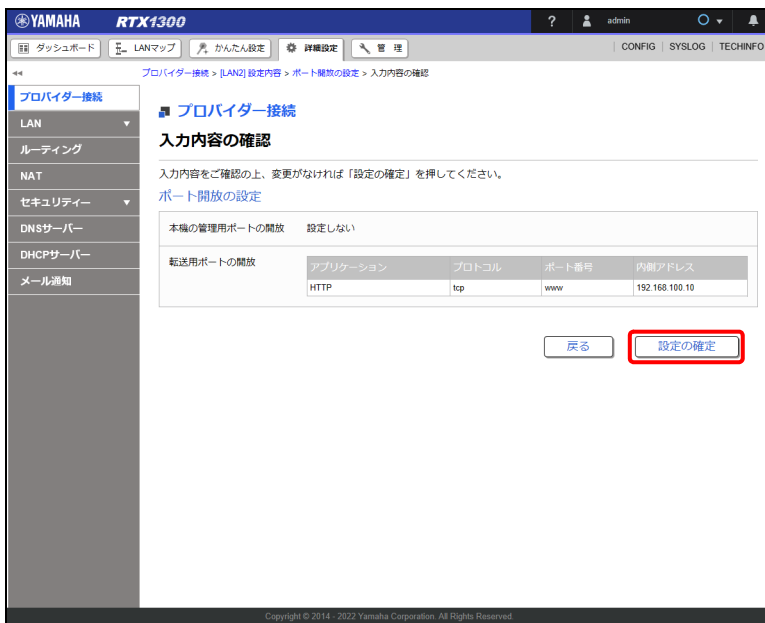 YAMAHA RTX1300 ? admin
ダッシュボード LANマップ かんたん設定 詳細設定 管 理 CONFIG SYSLOG TECHINFO
プロバイダー接続 > [LAN2] 設定内容 > ポート開放の設定 > 入力内容の確認
プロバイダー接続
LAN
ルーティング
NAT
セキュリティー
DNSサーバー
DHCPサーバー
メール通知
プロバイダー接続
入力内容の確認
入力内容をご確認の上、変更がなければ「設定の確定」を押してください。
ポート開放の設定
本機の管理用ポートの開放 設定しない
転送用ポートの開放
アプリケーション プロトコル ポート番号 内側アドレス
HTTP tcp www 192.168.100.10
戻る 設定の確定
Copyright © 2014 - 2022 Yamaha Corporation. All Rights Reserved.